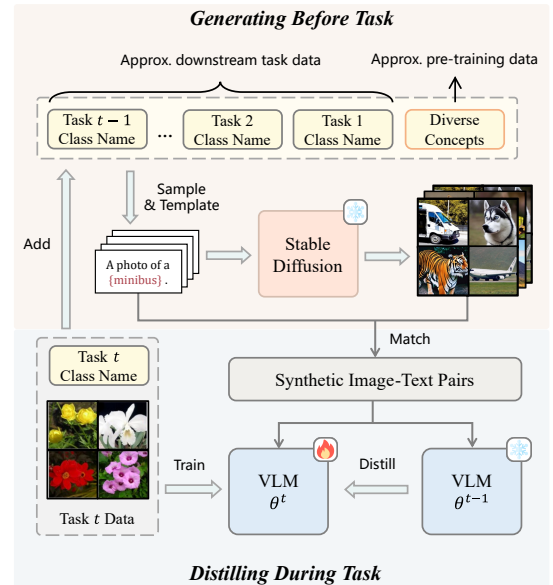 Generating Before Task
Approx. downstream task data
Approx. pre-training data
Task t − 1
Class Name
...
Task 2
Class Name
Task 1
Class Name
Diverse
Concepts
Sample
& Template
Add
A photo of a
{minibus} .
Stable
Diffusion
Match
Task t
Class Name
Synthetic Image-Text Pairs
Train
VLM
θ^t
Distill
VLM
θ^{t−1}
Task t Data
Distilling During Task